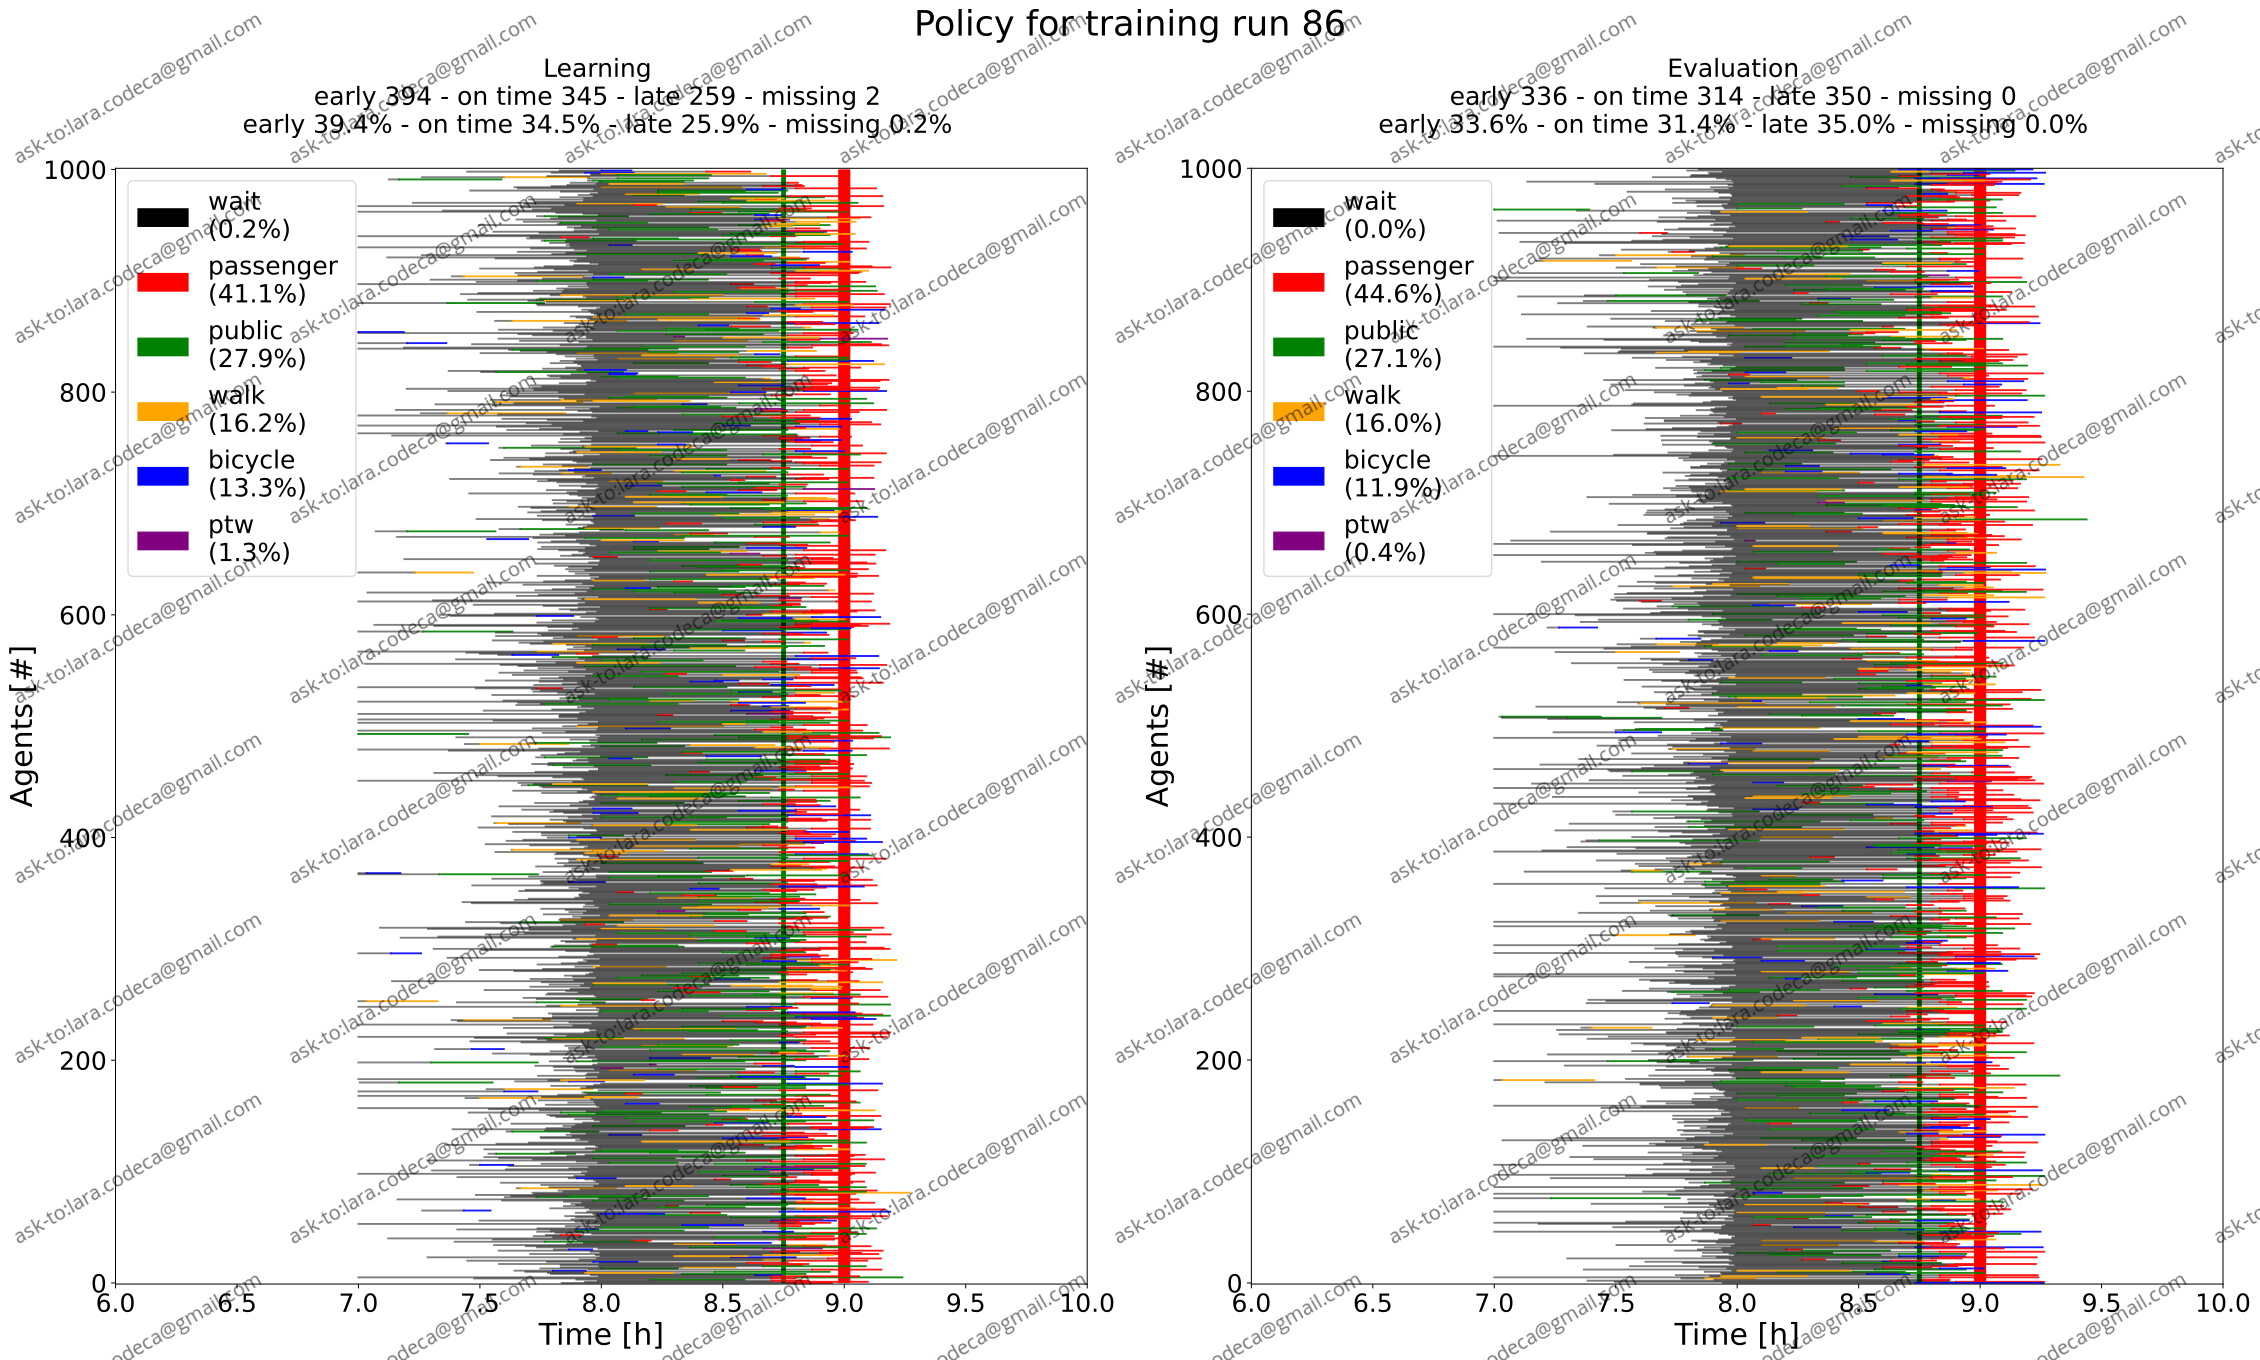 Policy for training run 86
Learning
early 394 - on time 345 - late 259 - missing 2
early 39.4% - on time 34.5% - late 25.9% - missing 0.2%
1000
800
600
400
200
0
Agents [#]
wait
(0.2%)
passenger
(41.1%)
public
(27.9%)
walk
(16.2%)
bicycle
(13.3%)
ptw
(1.3%)
6.0 6.5 7.0 7.5 8.0 8.5 9.0 9.5 10.0
Time [h]
Evaluation
early 336 - on time 314 - late 350 - missing 0
early 33.6% - on time 31.4% - late 35.0% - missing 0.0%
1000
800
600
400
200
0
Agents [#]
wait
(0.0%)
passenger
(44.6%)
public
(27.1%)
walk
(16.0%)
bicycle
(11.9%)
ptw
(0.4%)
6.0 6.5 7.0 7.5 8.0 8.5 9.0 9.5 10.0
Time [h]
ask-to:lara.codeca@gmail.com